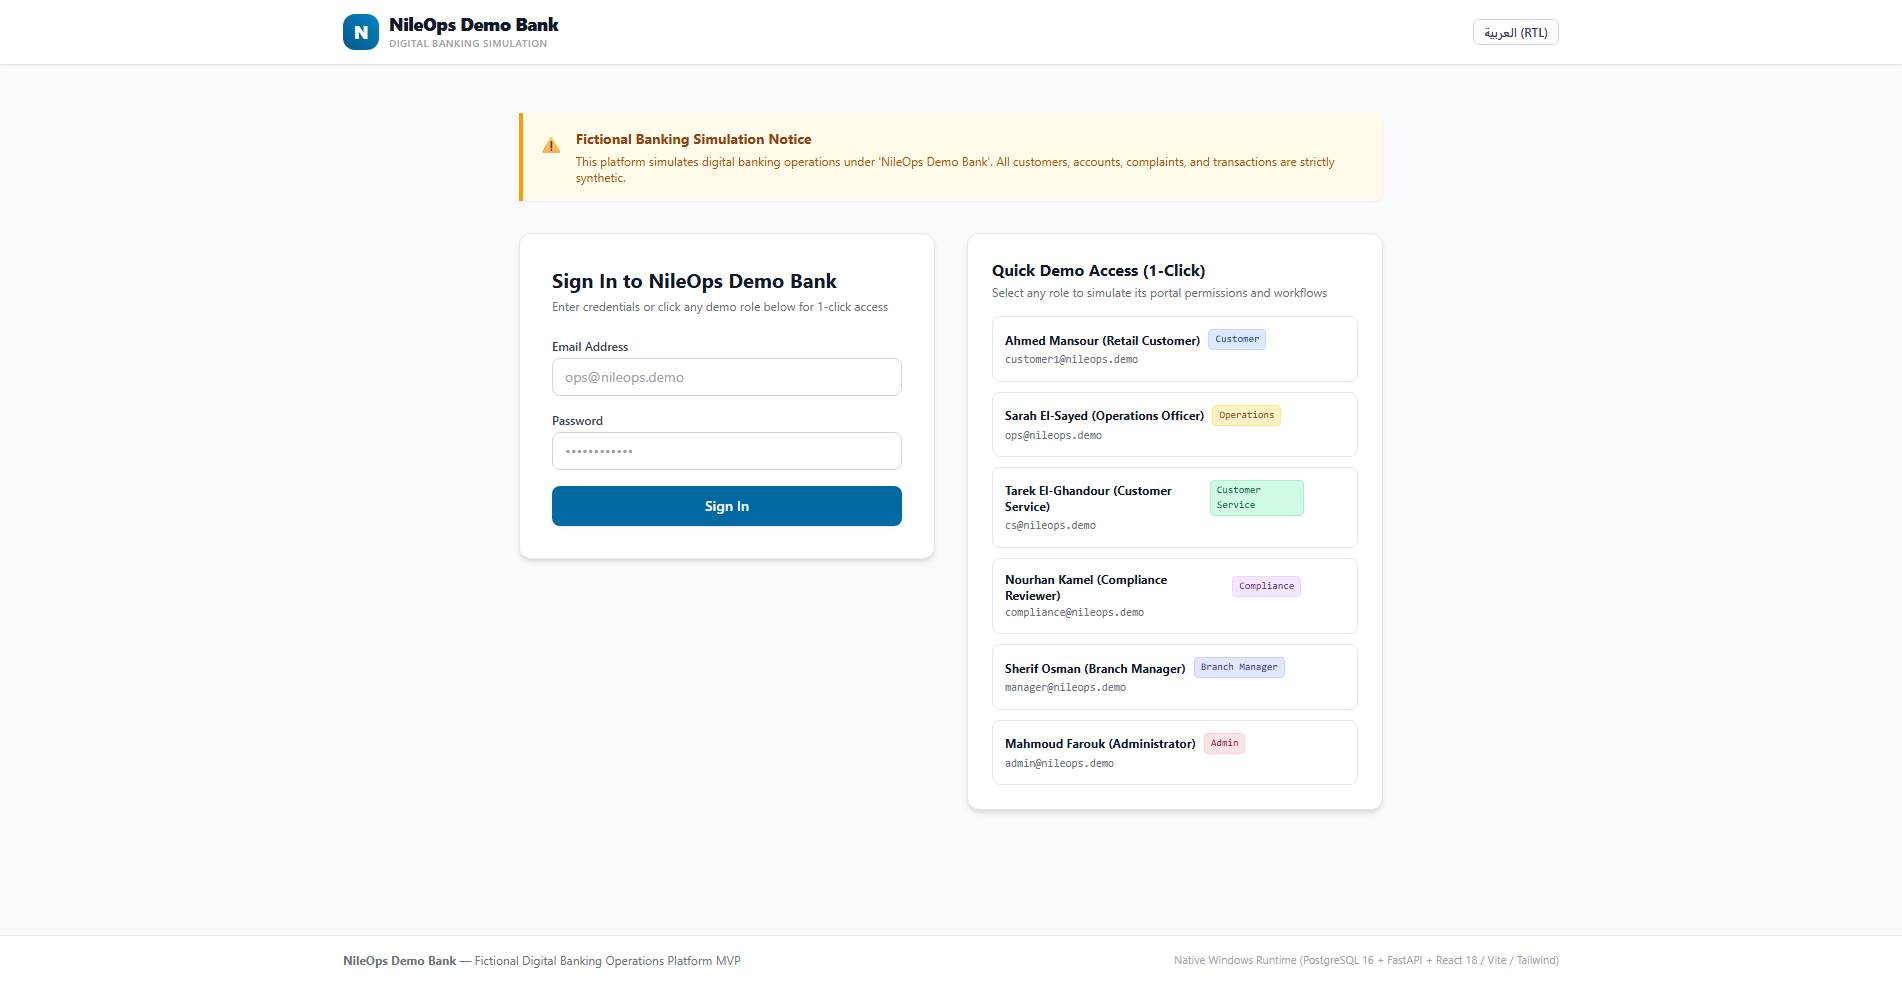 N
NileOps Demo Bank
DIGITAL BANKING SIMULATION
العربية (RTL)
Fictional Banking Simulation Notice
This platform simulates digital banking operations under 'NileOps Demo Bank'. All customers, accounts, complaints, and transactions are strictly
synthetic.
Sign In to NileOps Demo Bank
Enter credentials or click any demo role below for 1-click access
Email Address
ops@nileops.demo
Password
••••••••••••
Sign In
Quick Demo Access (1-Click)
Select any role to simulate its portal permissions and workflows
Ahmed Mansour (Retail Customer)
Customer
customer1@nileops.demo
Sarah El-Sayed (Operations Officer)
Operations
ops@nileops.demo
Tarek El-Ghandour (Customer
Service)
Customer
Service
cs@nileops.demo
Nourhan Kamel (Compliance
Reviewer)
Compliance
compliance@nileops.demo
Sherif Osman (Branch Manager)
Branch Manager
manager@nileops.demo
Mahmoud Farouk (Administrator)
Admin
admin@nileops.demo
NileOps Demo Bank — Fictional Digital Banking Operations Platform MVP
Native Windows Runtime (PostgreSQL 16 + FastAPI + React 18 / Vite / Tailwind)